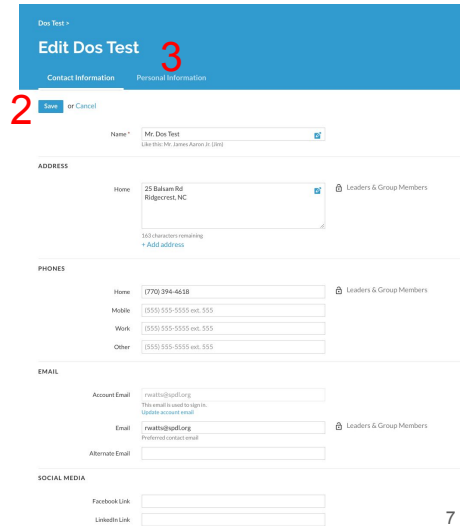 Dos Test >
Edit Dos Test
3
Contact Information Personal Information
2
Save or Cancel
Name * Mr. Dos Test
Like this: Mr. James Aaron Jr. (Jim)
ADDRESS
Home 25 Balsam Rd Leaders & Group Members
Ridgecrest, NC
163 characters remaining
+ Add address
PHONES
Home (770) 394-4618 Leaders & Group Members
Mobile (555) 555-5555 ext. 555
Work (555) 555-5555 ext. 555
Other (555) 555-5555 ext. 555
EMAIL
Account Email rwatts@spdl.org
This email is used to sign in.
Update account email
Email rwatts@spdl.org Leaders & Group Members
Preferred contact email
Alternate Email
SOCIAL MEDIA
Facebook Link
LinkedIn Link
7